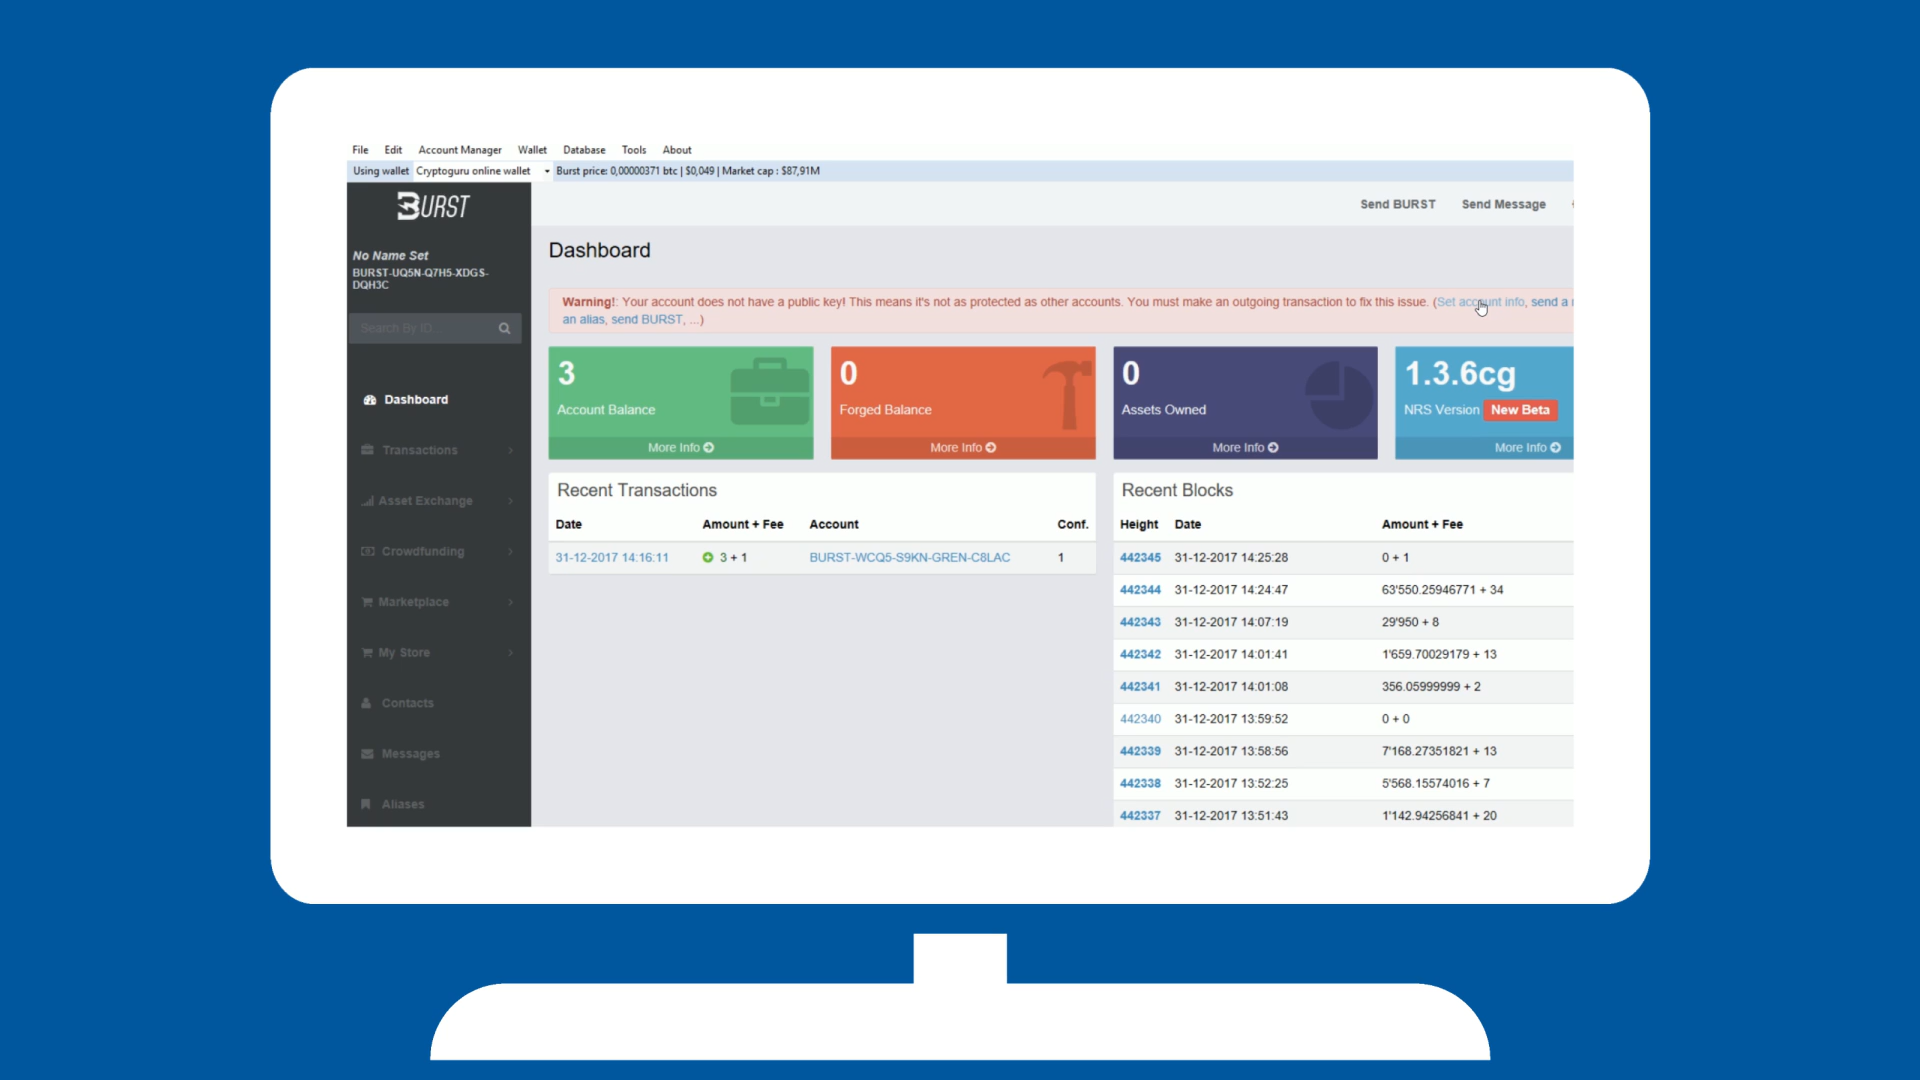 File Edit Account Manager Wallet Database Tools About
Using wallet Cryptoguru online wallet Burst price: 0,00000371 btc | $0,049 | Market cap : $87,91M
BURST
Send BURST Send Message
No Name Set
BURST-UQ5N-Q7H5-XDGS-
DQH3C
Search By ID...
Dashboard
Transactions
Asset Exchange
Crowdfunding
Marketplace
My Store
Contacts
Messages
Aliases
Dashboard
Warning!: Your account does not have a public key! This means it's not as protected as other accounts. You must make an outgoing transaction to fix this issue. (Set account info, send a
an alias, send BURST, ...)
3
Account Balance
More Info
0
Forged Balance
More Info
0
Assets Owned
More Info
1.3.6cg
NRS Version New Beta
More Info
Recent Transactions
Date Amount + Fee Account Conf.
31-12-2017 14:16:11 3 + 1 BURST-WCQ5-S9KN-GREN-C8LAC 1
Recent Blocks
Height Date Amount + Fee
442345 31-12-2017 14:25:28 0 + 1
442344 31-12-2017 14:24:47 63'550.25946771 + 34
442343 31-12-2017 14:07:19 29'950 + 8
442342 31-12-2017 14:01:41 1'659.70029179 + 13
442341 31-12-2017 14:01:08 356.05999999 + 2
442340 31-12-2017 13:59:52 0 + 0
442339 31-12-2017 13:58:56 7'168.27351821 + 13
442338 31-12-2017 13:52:25 5'568.15574016 + 7
442337 31-12-2017 13:51:43 1'142.94256841 + 20